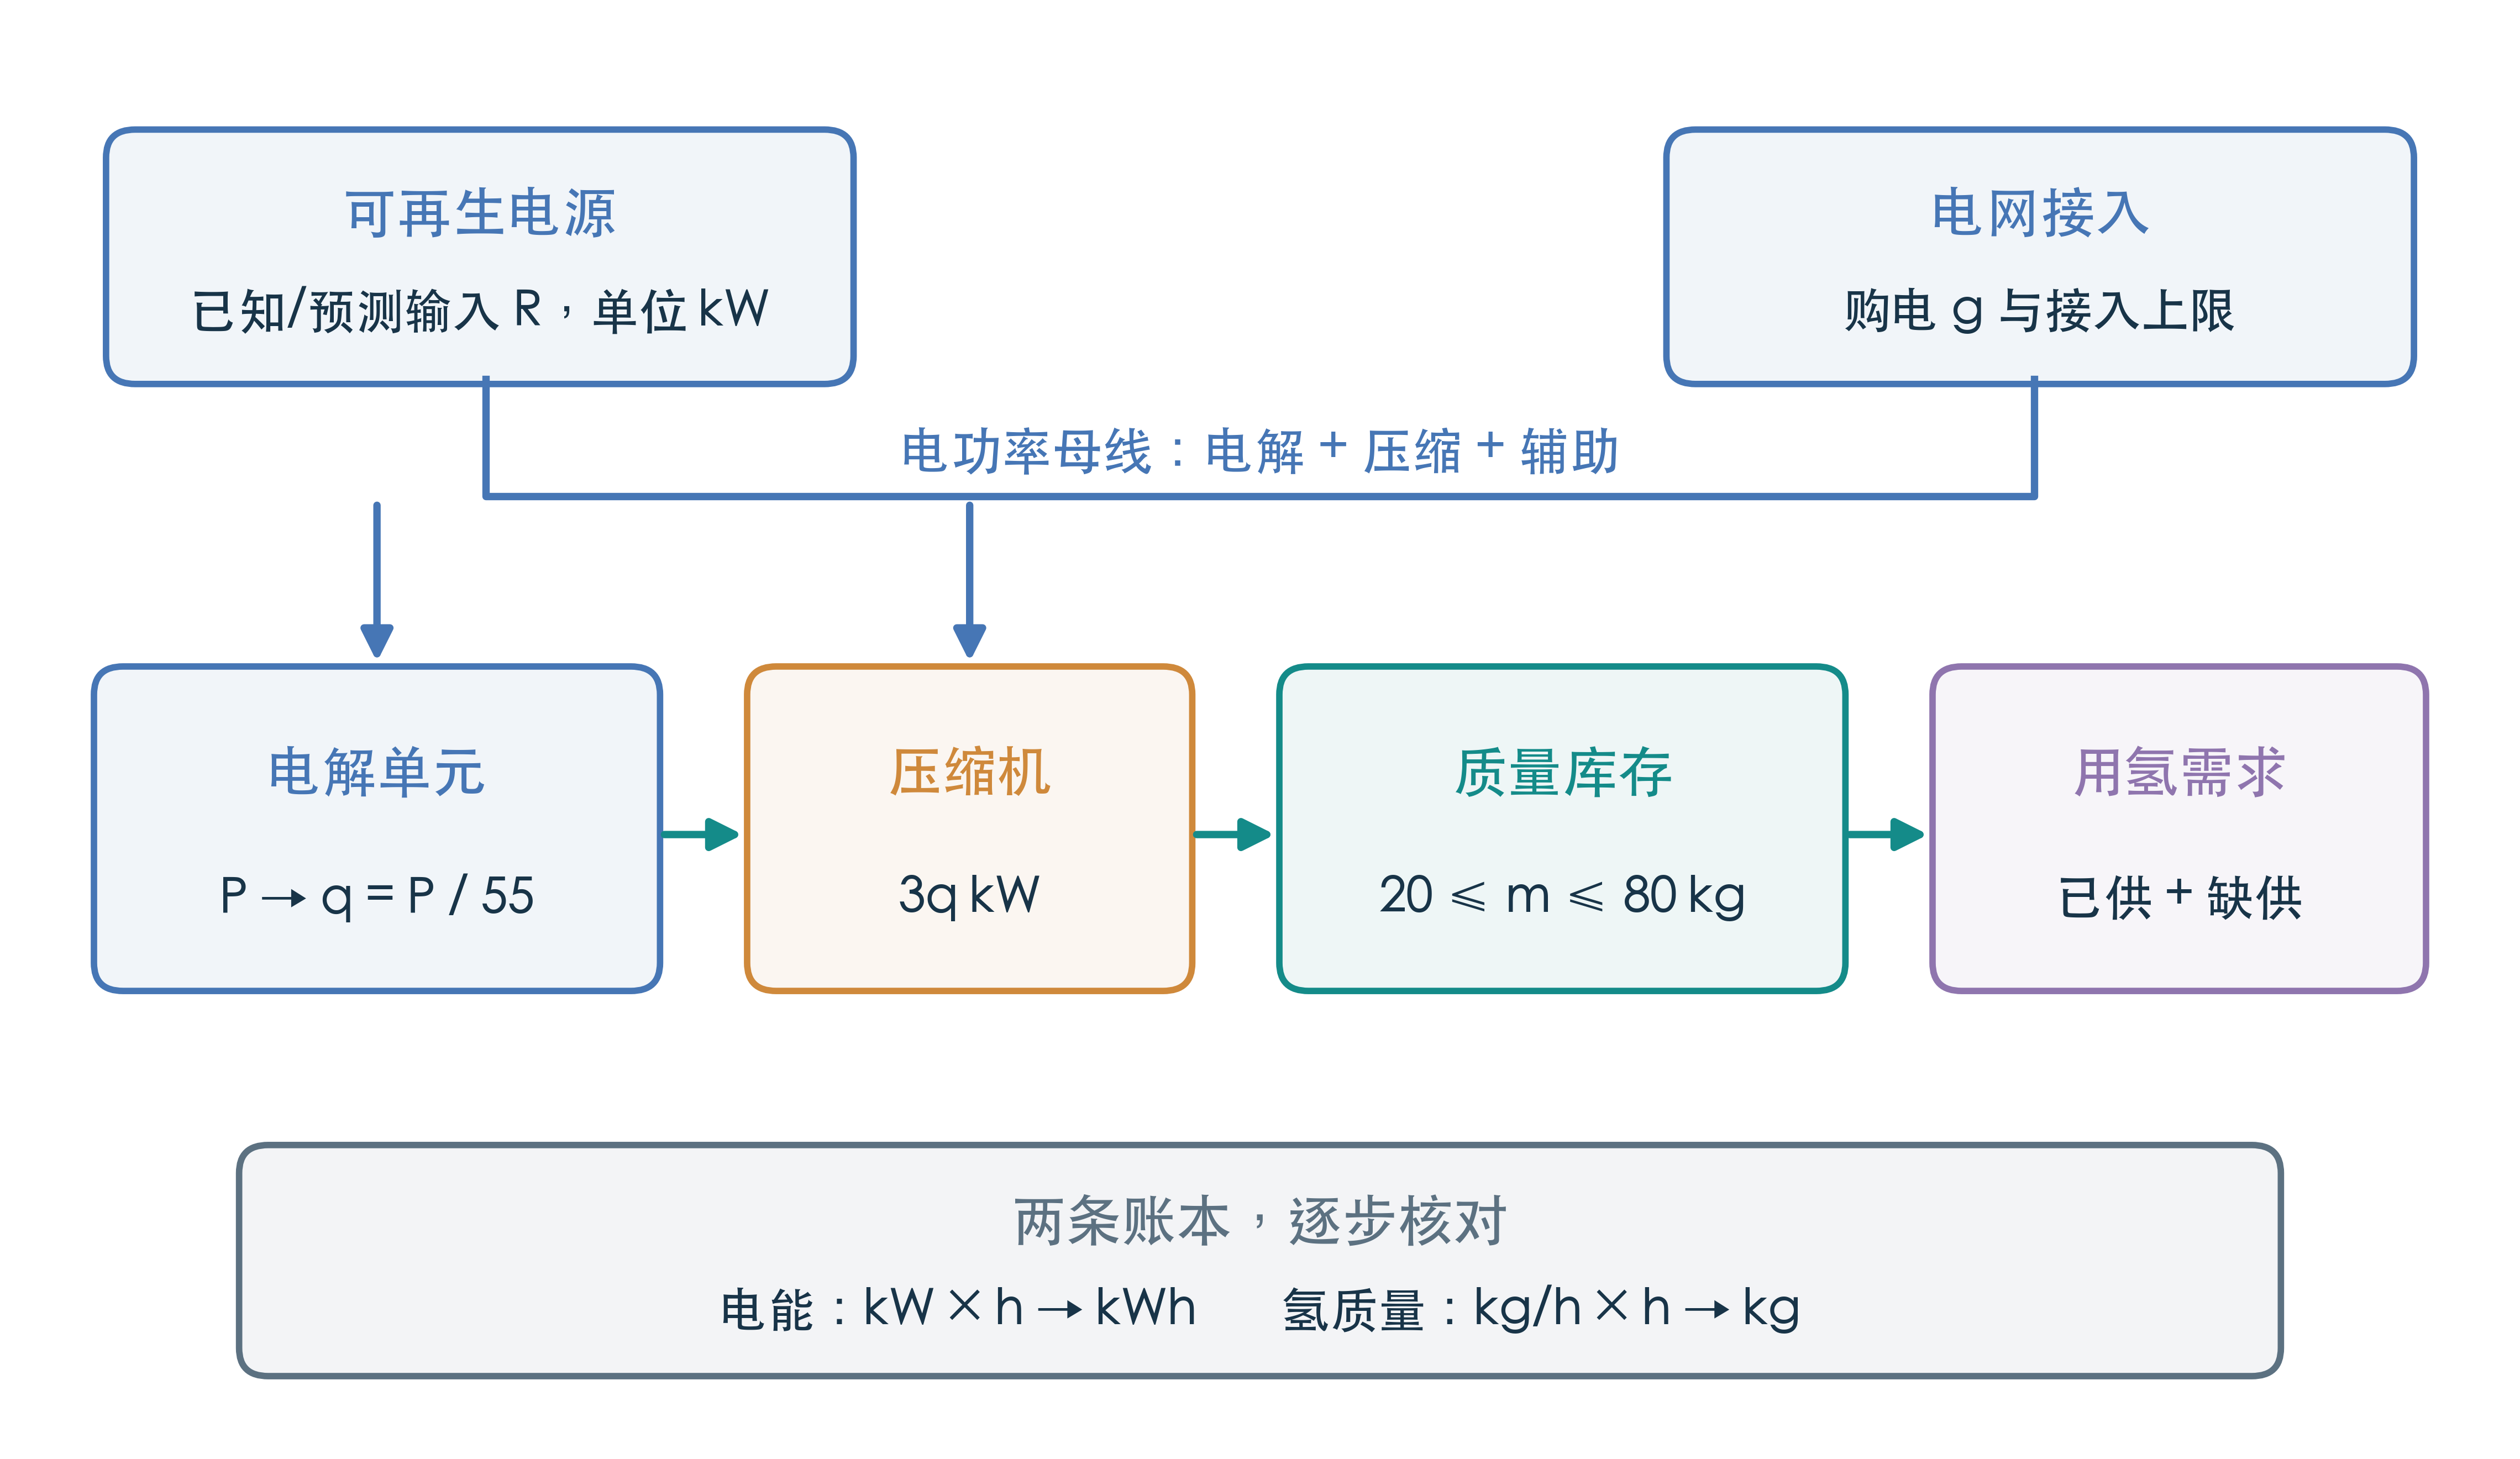 可再生电源
已知/预测输入 R，单位 kW
电网接入
购电 g 与接入上限
电功率母线：电解 + 压缩 + 辅助
电解单元
P → q = P / 55
压缩机
3q kW
质量库存
20 ⩽ m ⩽ 80 kg
用氢需求
已供 + 缺供
两条账本，逐步核对
电能：kW × h → kWh 氢质量：kg/h × h → kg